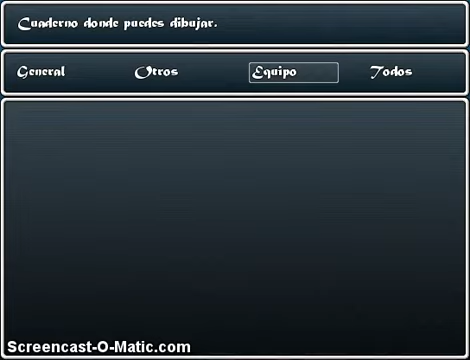 Cuaderno donde puedes dibujar.
General Otros Equipo Todos
Screencast-O-Matic.com